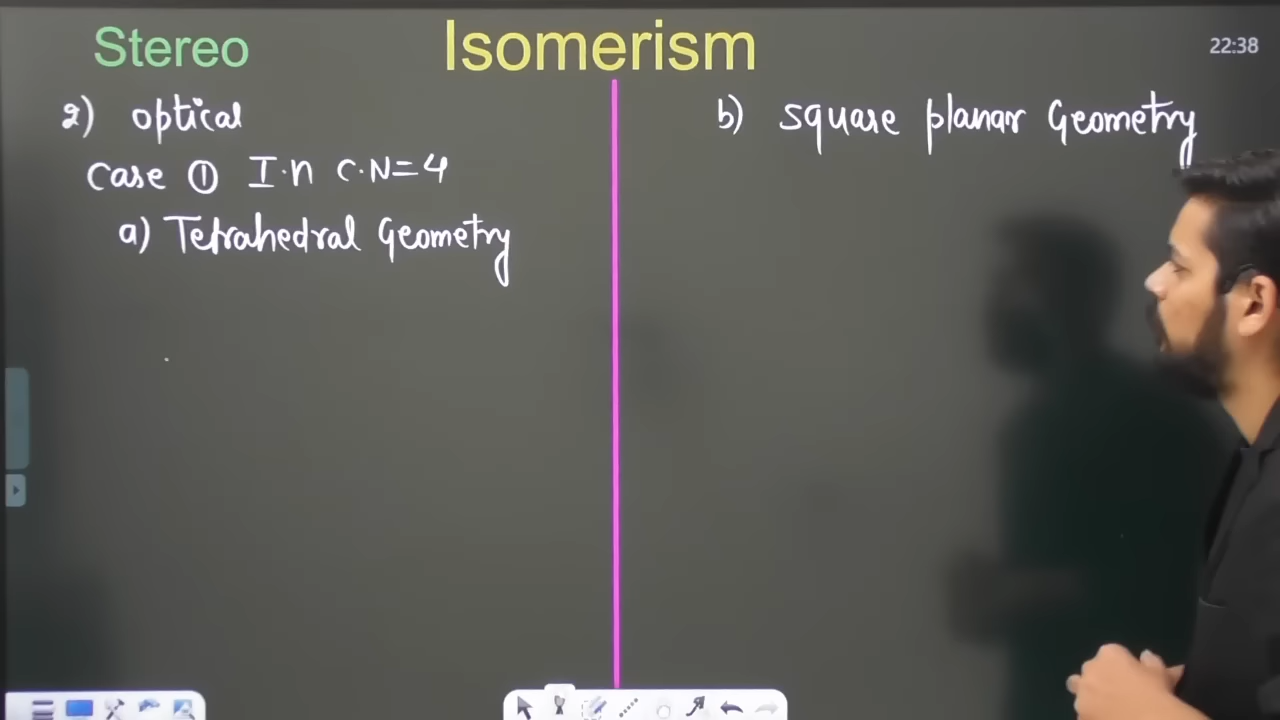 Stereo Isomerism
22:38
2) optical
Case ① I.n C.N=4
a) Tetrahedral Geometry
b) square planar Geometry